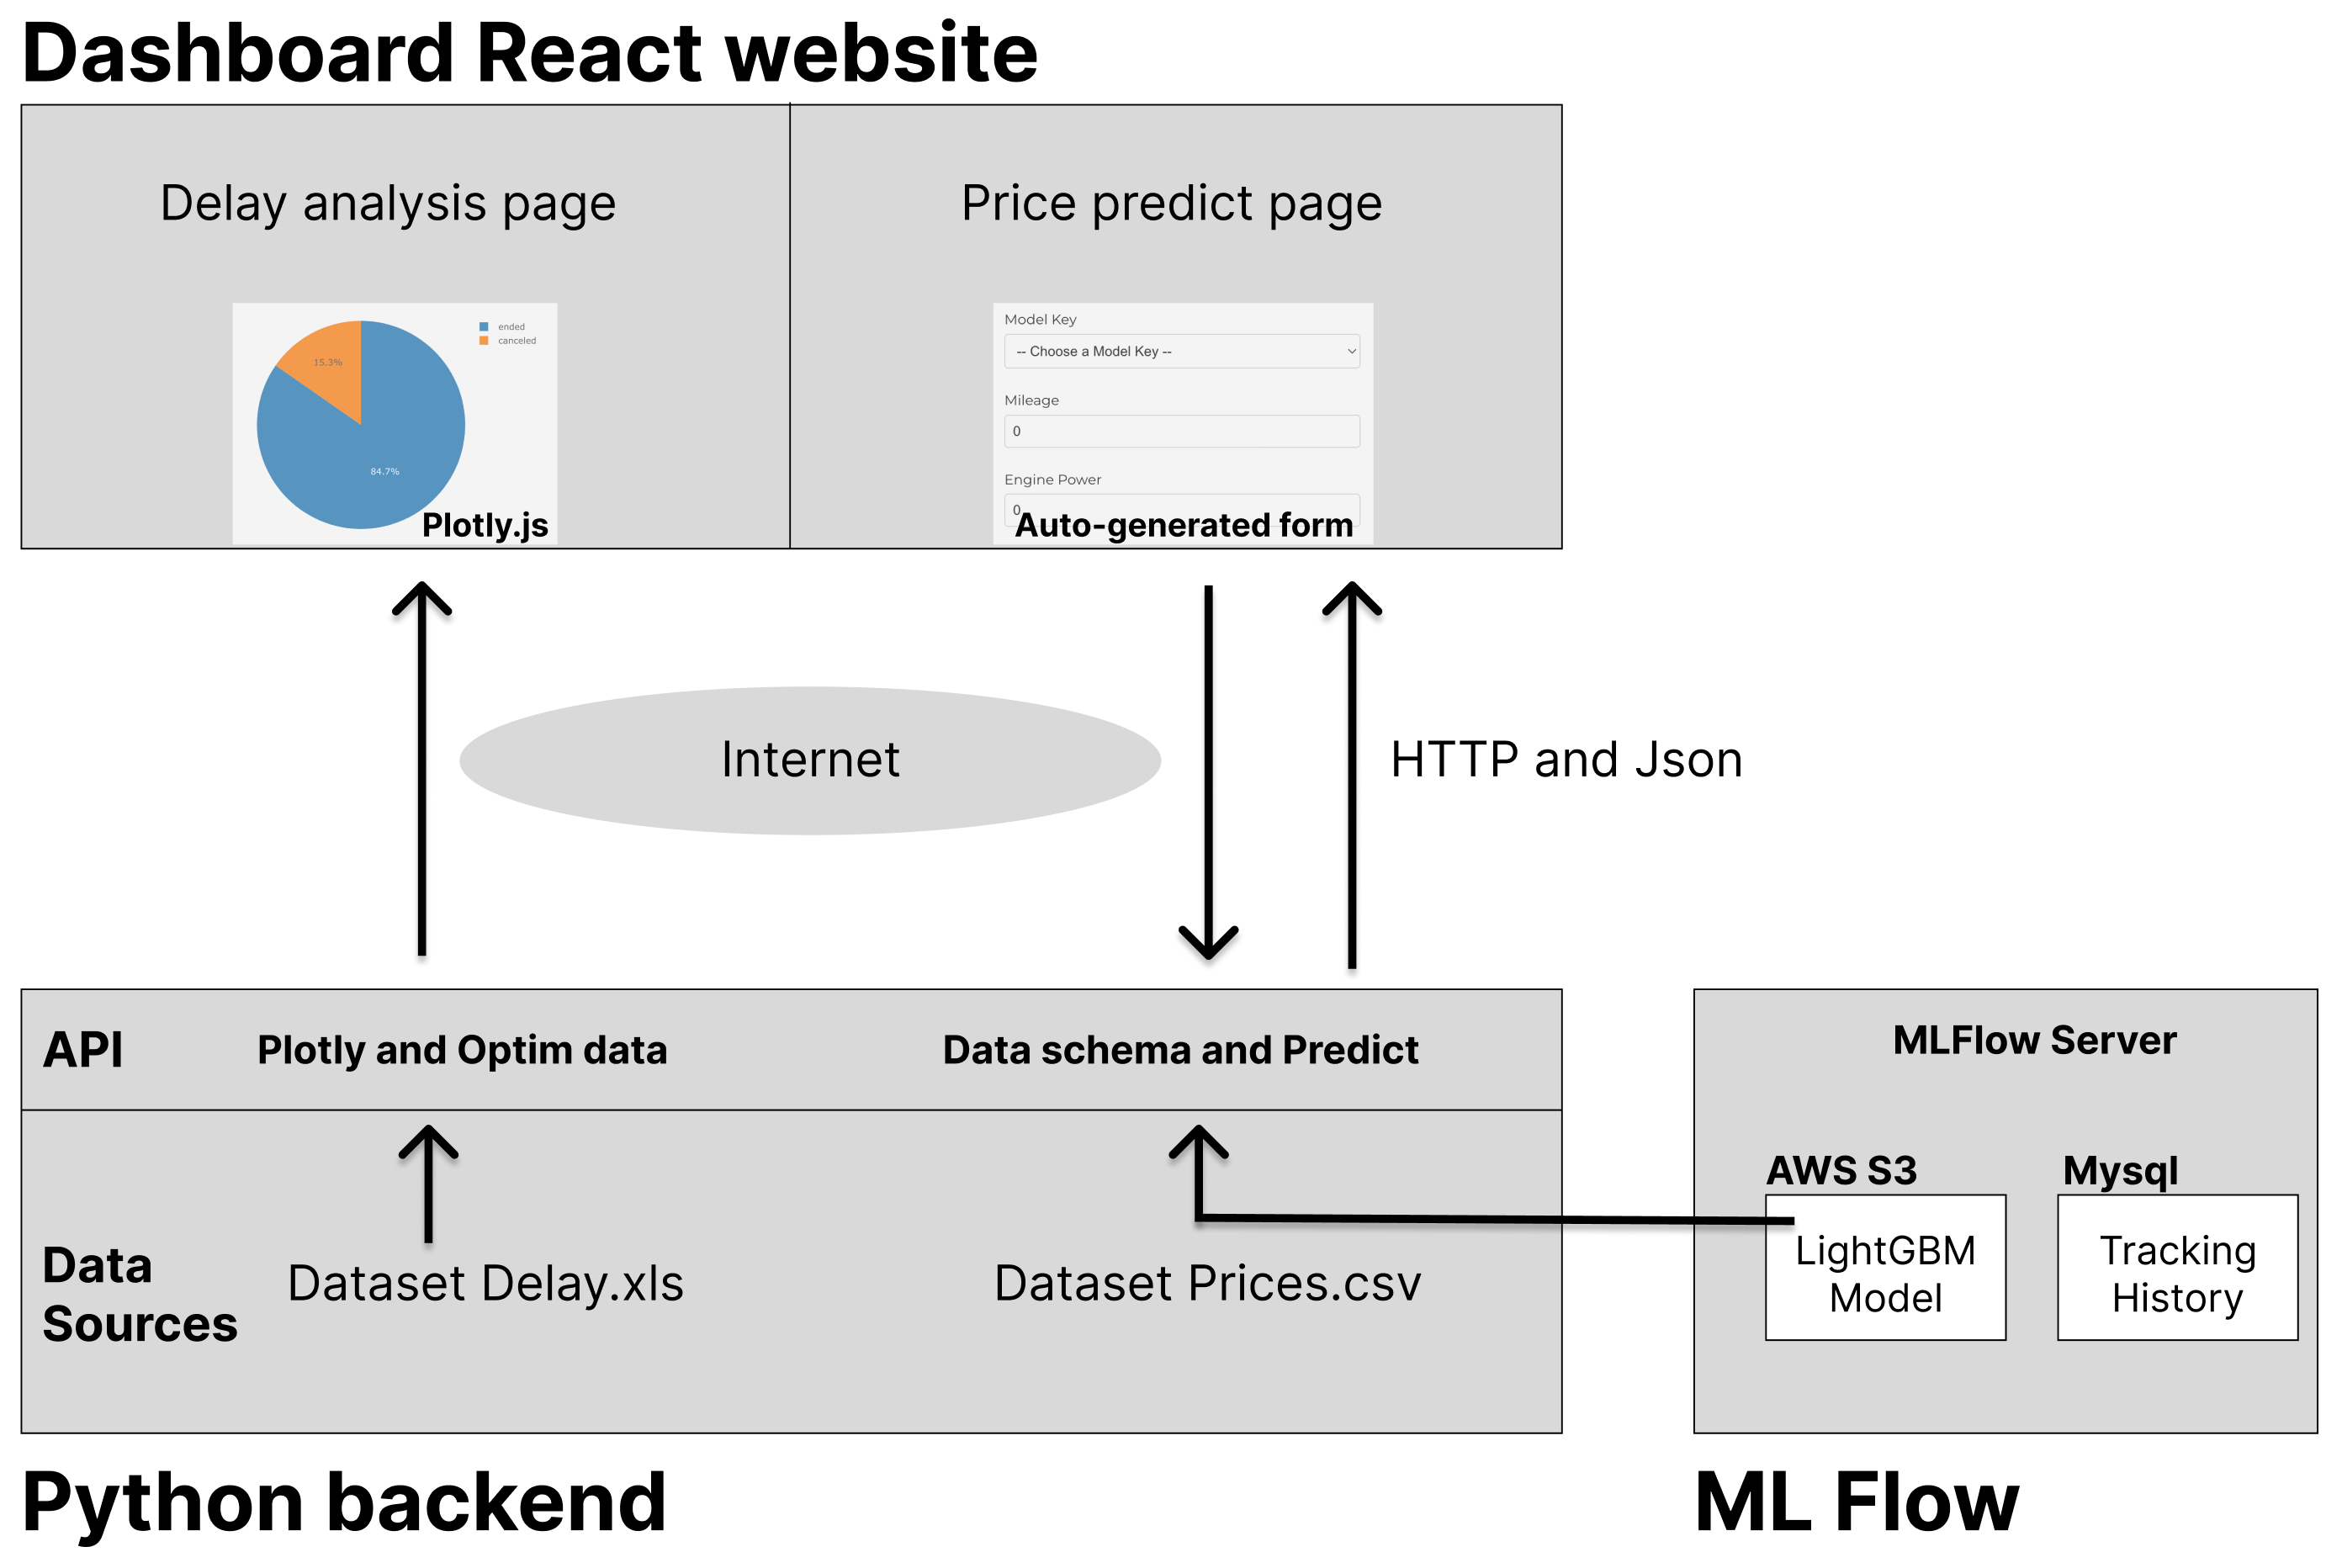 Dashboard React website
Delay analysis page
ended
canceled
15.3%
84.7%
Plotly.js
Price predict page
Model Key
-- Choose a Model Key --
Mileage
0
Engine Power
0
Auto-generated form
Internet
HTTP and Json
API
Plotly and Optim data
Data schema and Predict
Data
Sources
Dataset Delay.xls
Dataset Prices.csv
Python backend
MLFlow Server
AWS S3
LightGBM
Model
Mysql
Tracking
History
ML Flow